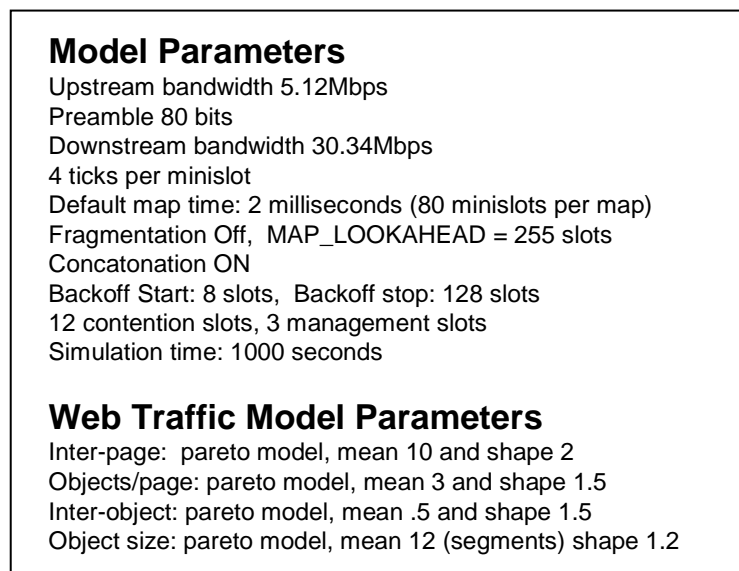 Model Parameters
Upstream bandwidth 5.12Mbps
Preamble 80 bits
Downstream bandwidth 30.34Mbps
4 ticks per minislot
Default map time: 2 milliseconds (80 minislots per map)
Fragmentation Off,  MAP_LOOKAHEAD = 255 slots
Concatonation ON
Backoff Start: 8 slots,  Backoff stop: 128 slots
12 contention slots, 3 management slots
Simulation time: 1000 seconds
Web Traffic Model Parameters
Inter-page:  pareto model, mean 10 and shape 2
Objects/page: pareto model, mean 3 and shape 1.5
Inter-object: pareto model, mean .5 and shape 1.5
Object size: pareto model, mean 12 (segments) shape 1.2